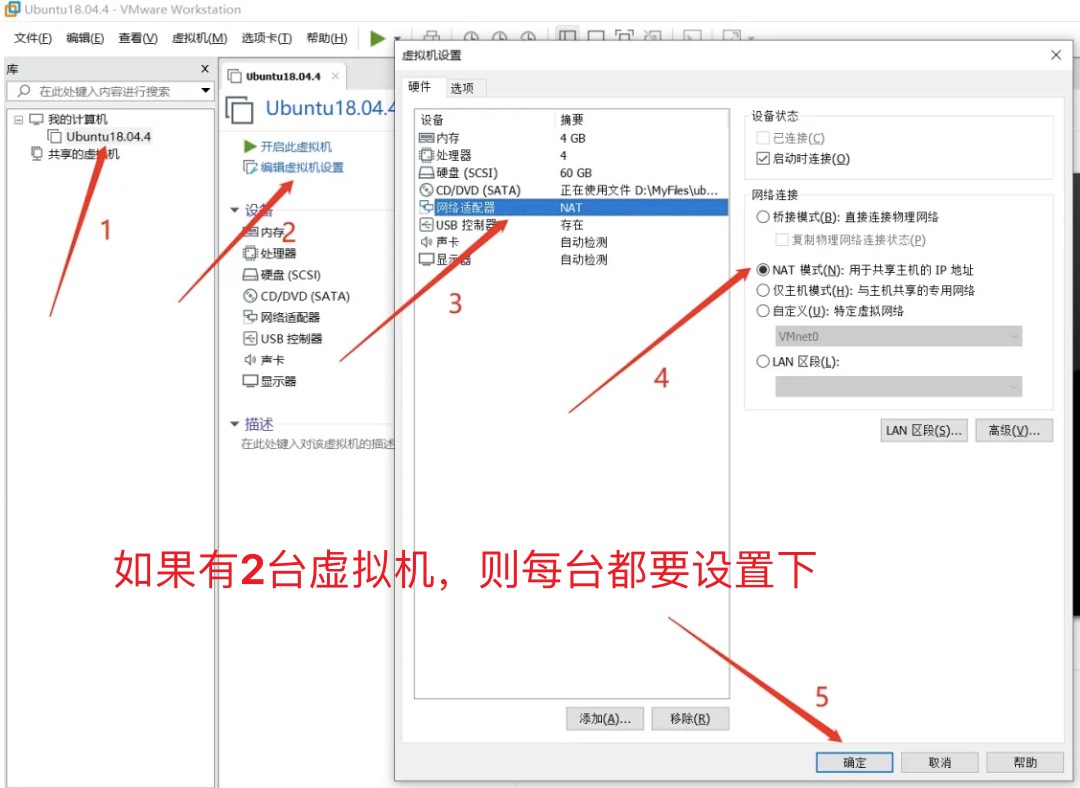 Ubuntu18.04.4 - VMware Workstation
文件(F) 编辑(E) 查看(V) 虚拟机(M) 选项卡(T) 帮助(H)
库
在此处键入内容进行搜索
我的计算机
Ubuntu18.04.4
共享的虚拟机
1
Ubuntu18.04.4
Ubuntu18.04.4
开启此虚拟机
编辑虚拟机设置
2
设备
内存
处理器
硬盘 (SCSI)
CD/DVD (SATA)
网络适配器
USB 控制器
声卡
显示器
描述
在此处键入对该虚拟机的描述
虚拟机设置
硬件 选项
设备 摘要
内存 4 GB
处理器 4
硬盘 (SCSI) 60 GB
CD/DVD (SATA) 正在使用文件 D:\MyFiles\ub...
网络适配器 NAT
USB 控制器 存在
声卡 自动检测
显示器 自动检测
3
4
设备状态
已连接(C)
启动时连接(O)
网络连接
桥接模式(B): 直接连接物理网络
复制物理网络连接状态(P)
NAT 模式(N): 用于共享主机的 IP 地址
仅主机模式(H): 与主机共享的专用网络
自定义(U): 特定虚拟网络
VMnet0
LAN 区段(L):
LAN 区段(S)... 高级(V)...
如果有2台虚拟机，则每台都要设置下
5
添加(A)... 移除(R)
确定 取消 帮助